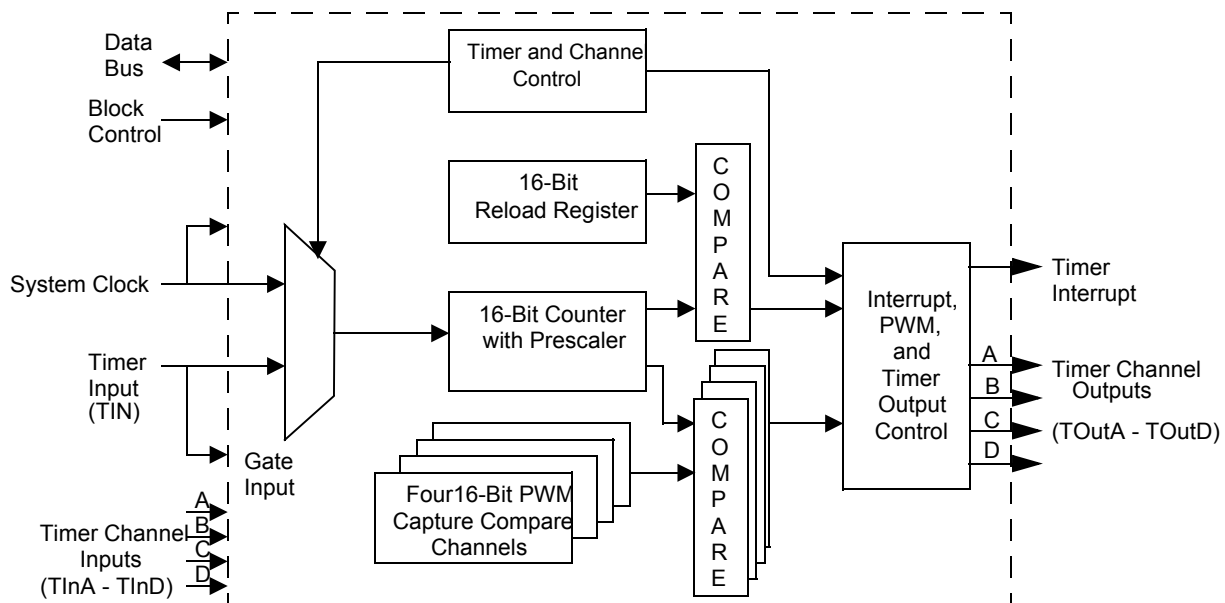 Data
Bus
Block
Control
System Clock
Timer
Input
(TIN)
Gate
Input
A
B
C
D
Timer Channel
Inputs
(TInA - TInD)
Timer and Channe
Control
16-Bit
Reload Register
16-Bit Counter
with Prescaler
Four16-Bit PWM
Capture Compare
Channels
COMPARE
COMPARE
Interrupt,
PWM,
and
Timer
Output
Control
Timer
Interrupt
A
B
C
D
Timer Channel
Outputs
(TOutA - TOutD)